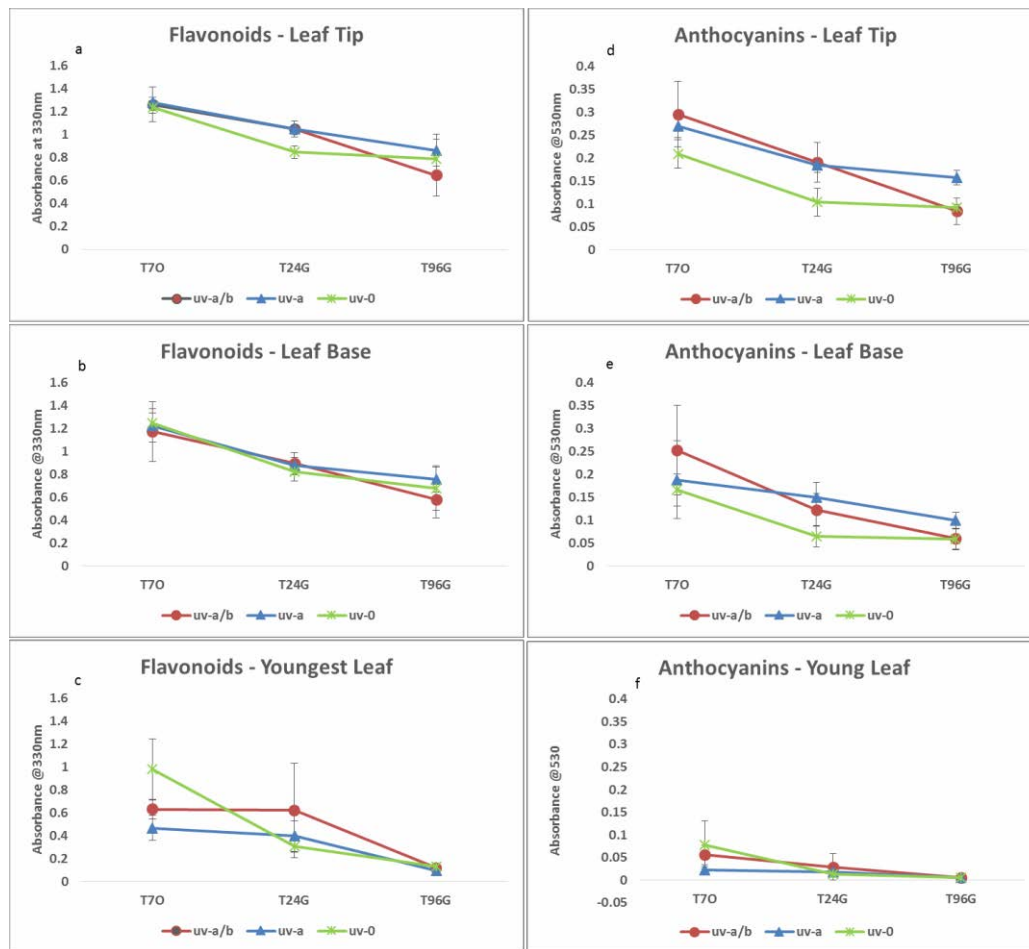 a
Flavonoids - Leaf Tip
Absorbance at 330nm
1.6
1.4
1.2
1
0.8
0.6
0.4
0.2
0
T7O T24G T96G
uv-a/b uv-a uv-0
d
Anthocyanins - Leaf Tip
Absorbance @530nm
0.4
0.35
0.3
0.25
0.2
0.15
0.1
0.05
0
T7O T24G T96G
uv-a/b uv-a uv-0
b
Flavonoids - Leaf Base
Absorbance @330nm
1.6
1.4
1.2
1
0.8
0.6
0.4
0.2
0
T7O T24G T96G
uv-a/b uv-a uv-0
e
Anthocyanins - Leaf Base
Absorbance @530nm
0.4
0.35
0.3
0.25
0.2
0.15
0.1
0.05
0
T7O T24G T96G
uv-a/b uv-a uv-0
c
Flavonoids - Youngest Leaf
Absorbance @330nm
1.6
1.4
1.2
1
0.8
0.6
0.4
0.2
0
T7O T24G T96G
uv-a/b uv-a uv-0
f
Anthocyanins - Young Leaf
Absorbance @530
0.4
0.35
0.3
0.25
0.2
0.15
0.1
0.05
0
-0.05
T7O T24G T96G
uv-a/b uv-a uv-0